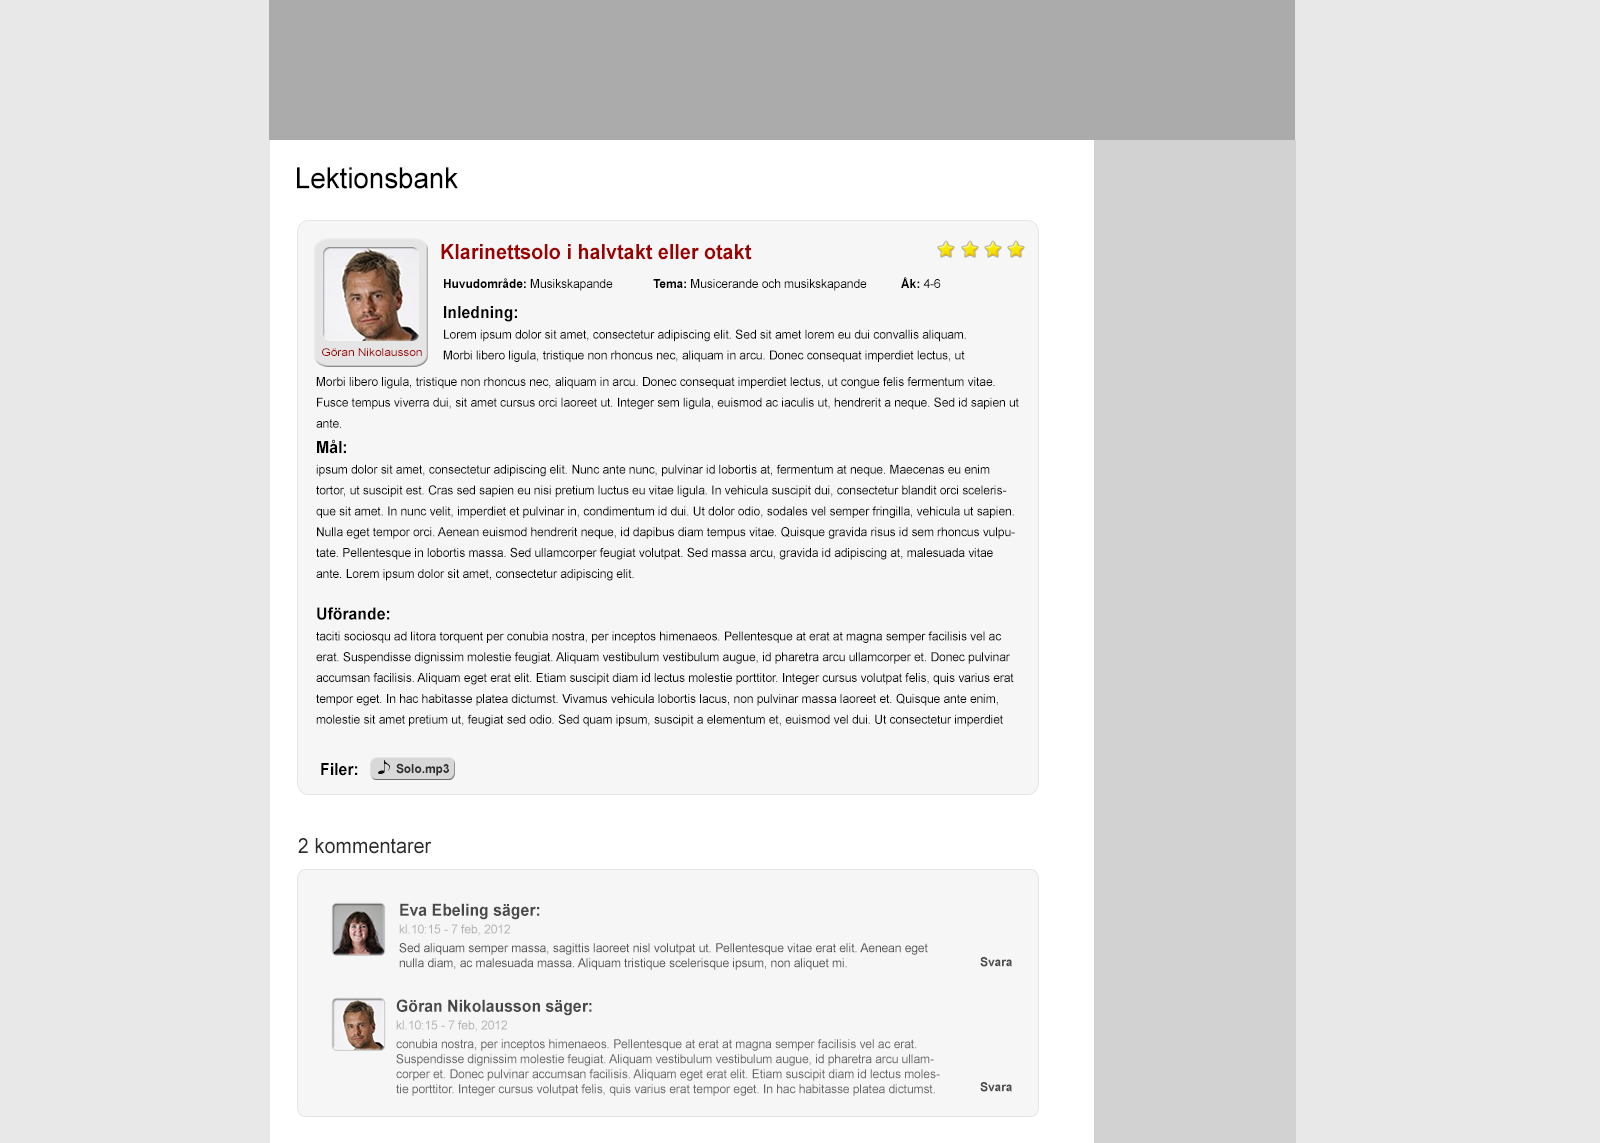 Lektionsbank
Klarinettsolo i halvtakt eller otakt
Huvudområde: Musikskapande Tema: Musicerande och musikskapande Åk: 4-6
Inledning:
Lorem ipsum dolor sit amet, consectetur adipiscing elit. Sed sit amet lorem eu dui convallis aliquam.
Morbi libero ligula, tristique non rhoncus nec, aliquam in arcu. Donec consequat imperdiet lectus, ut
Göran Nikolausson
Morbi libero ligula, tristique non rhoncus nec, aliquam in arcu. Donec consequat imperdiet lectus, ut congue felis fermentum vitae.
Fusce tempus viverra dui, sit amet cursus orci laoreet ut. Integer sem ligula, euismod ac iaculis ut, hendrerit a neque. Sed id sapien ut
ante.
Mål:
ipsum dolor sit amet, consectetur adipiscing elit. Nunc ante nunc, pulvinar id lobortis at, fermentum at neque. Maecenas eu enim
tortor, ut suscipit est. Cras sed sapien eu nisi pretium luctus eu vitae ligula. In vehicula suscipit dui, consectetur blandit orci sceleris-
que sit amet. In nunc velit, imperdiet et pulvinar in, condimentum id dui. Ut dolor odio, sodales vel semper fringilla, vehicula ut sapien.
Nulla eget tempor orci. Aenean euismod hendrerit neque, id dapibus diam tempus vitae. Quisque gravida risus id sem rhoncus vulpu-
tate. Pellentesque in lobortis massa. Sed ullamcorper feugiat volutpat. Sed massa arcu, gravida id adipiscing at, malesuada vitae
ante. Lorem ipsum dolor sit amet, consectetur adipiscing elit.
Uförande:
taciti sociosqu ad litora torquent per conubia nostra, per inceptos himenaeos. Pellentesque at erat at magna semper facilisis vel ac
erat. Suspendisse dignissim molestie feugiat. Aliquam vestibulum vestibulum augue, id pharetra arcu ullamcorper et. Donec pulvinar
accumsan facilisis. Aliquam eget erat elit. Etiam suscipit diam id lectus molestie porttitor. Integer cursus volutpat felis, quis varius erat
tempor eget. In hac habitasse platea dictumst. Vivamus vehicula lobortis lacus, non pulvinar massa laoreet et. Quisque ante enim,
molestie sit amet pretium ut, feugiat sed odio. Sed quam ipsum, suscipit a elementum et, euismod vel dui. Ut consectetur imperdiet
Filer: Solo.mp3
2 kommentarer
Eva Ebeling säger:
kl.10:15 - 7 feb, 2012
Sed aliquam semper massa, sagittis laoreet nisl volutpat ut. Pellentesque vitae erat elit. Aenean eget
nulla diam, ac malesuada massa. Aliquam tristique scelerisque ipsum, non aliquet mi.
Svara
Göran Nikolausson säger:
kl.10:15 - 7 feb, 2012
conubia nostra, per inceptos himenaeos. Pellentesque at erat at magna semper facilisis vel ac erat.
Suspendisse dignissim molestie feugiat. Aliquam vestibulum vestibulum augue, id pharetra arcu ullam-
corper et. Donec pulvinar accumsan facilisis. Aliquam eget erat elit. Etiam suscipit diam id lectus moles-
tie porttitor. Integer cursus volutpat felis, quis varius erat tempor eget. In hac habitasse platea dictumst.
Svara